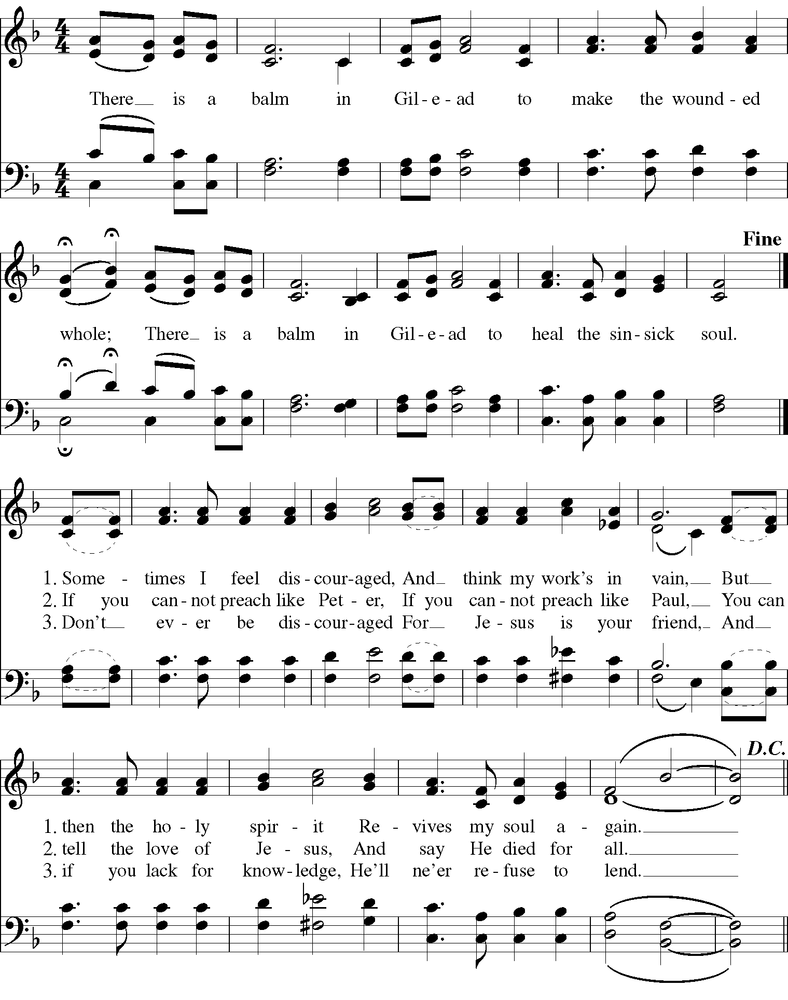 There is a balm in Gil - e - ad to make the wound - ed
Fine
whole; There is a balm in Gil - e - ad to heal the sin - sick soul.
1. Some - times I feel dis - cour - aged, And think my work's in vain, But
2. If you can - not preach like Pet - er, If you can - not preach like Paul, You can
3. Don't ev - er be dis - cour - aged For Je - sus is your friend, And
D.C.
1. then the ho - ly spir - it Re - vives my soul a - gain.
2. tell the love of Je - sus, And say He died for all.
3. if you lack for know - ledge, He'll ne'er re - fuse to lend.